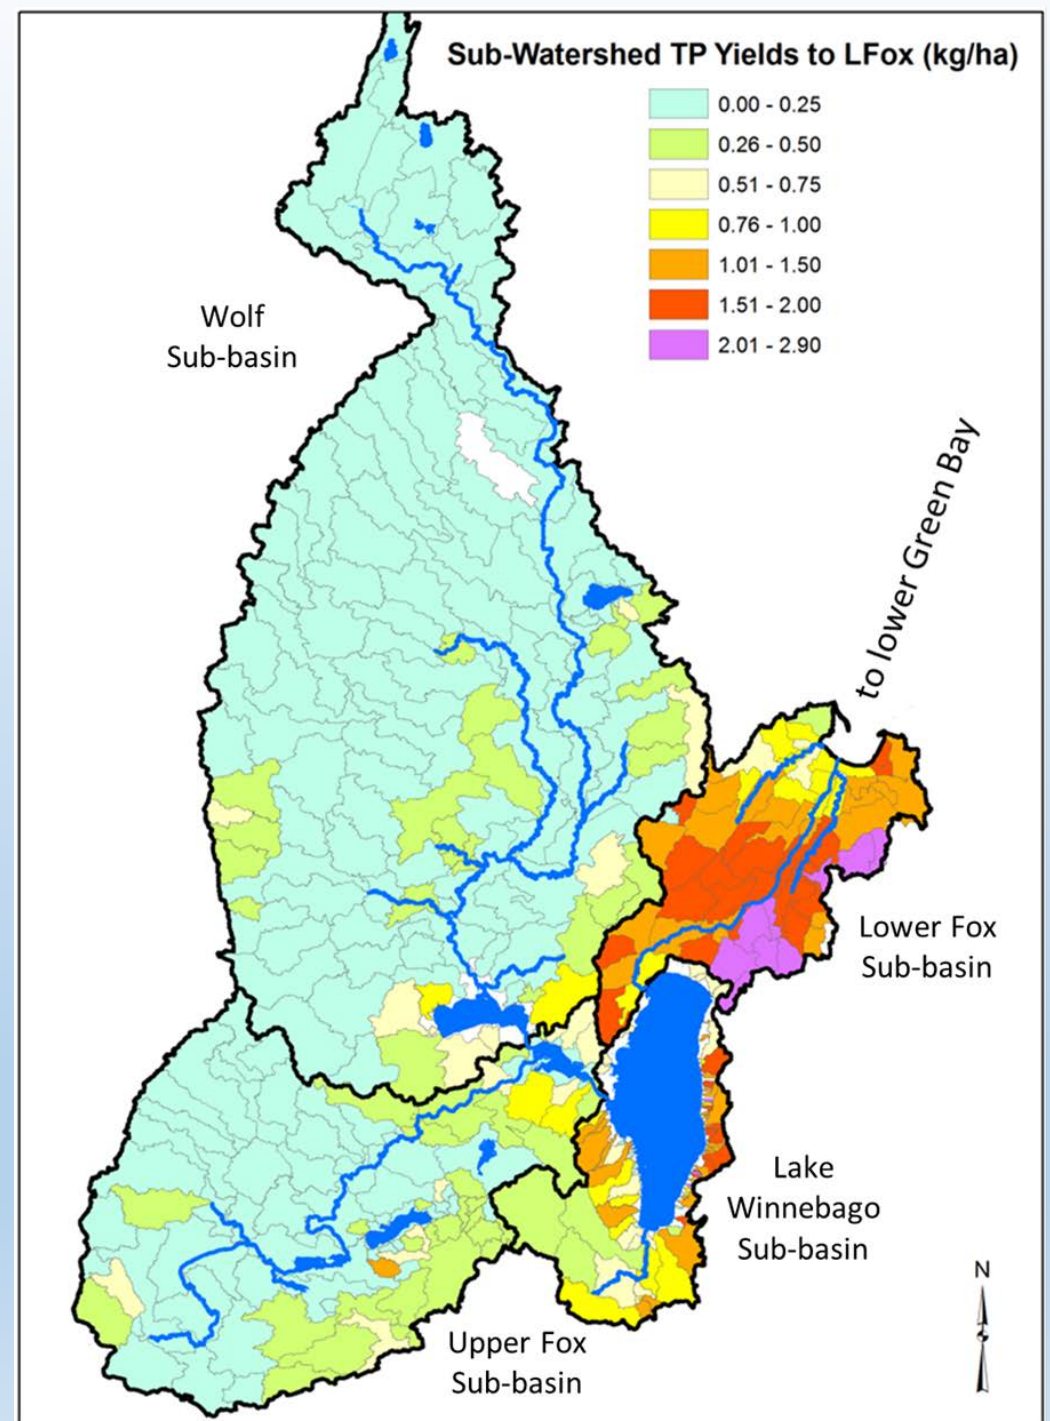 Sub-Watershed TP Yields to LFox (kg/ha)
0.00 - 0.25
0.26 - 0.50
0.51 - 0.75
0.76 - 1.00
1.01 - 1.50
1.51 - 2.00
2.01 - 2.90
Wolf
Sub-basin
to lower Green Bay
Lower Fox
Sub-basin
Lake
Winnebago
Sub-basin
N
Upper Fox
Sub-basin